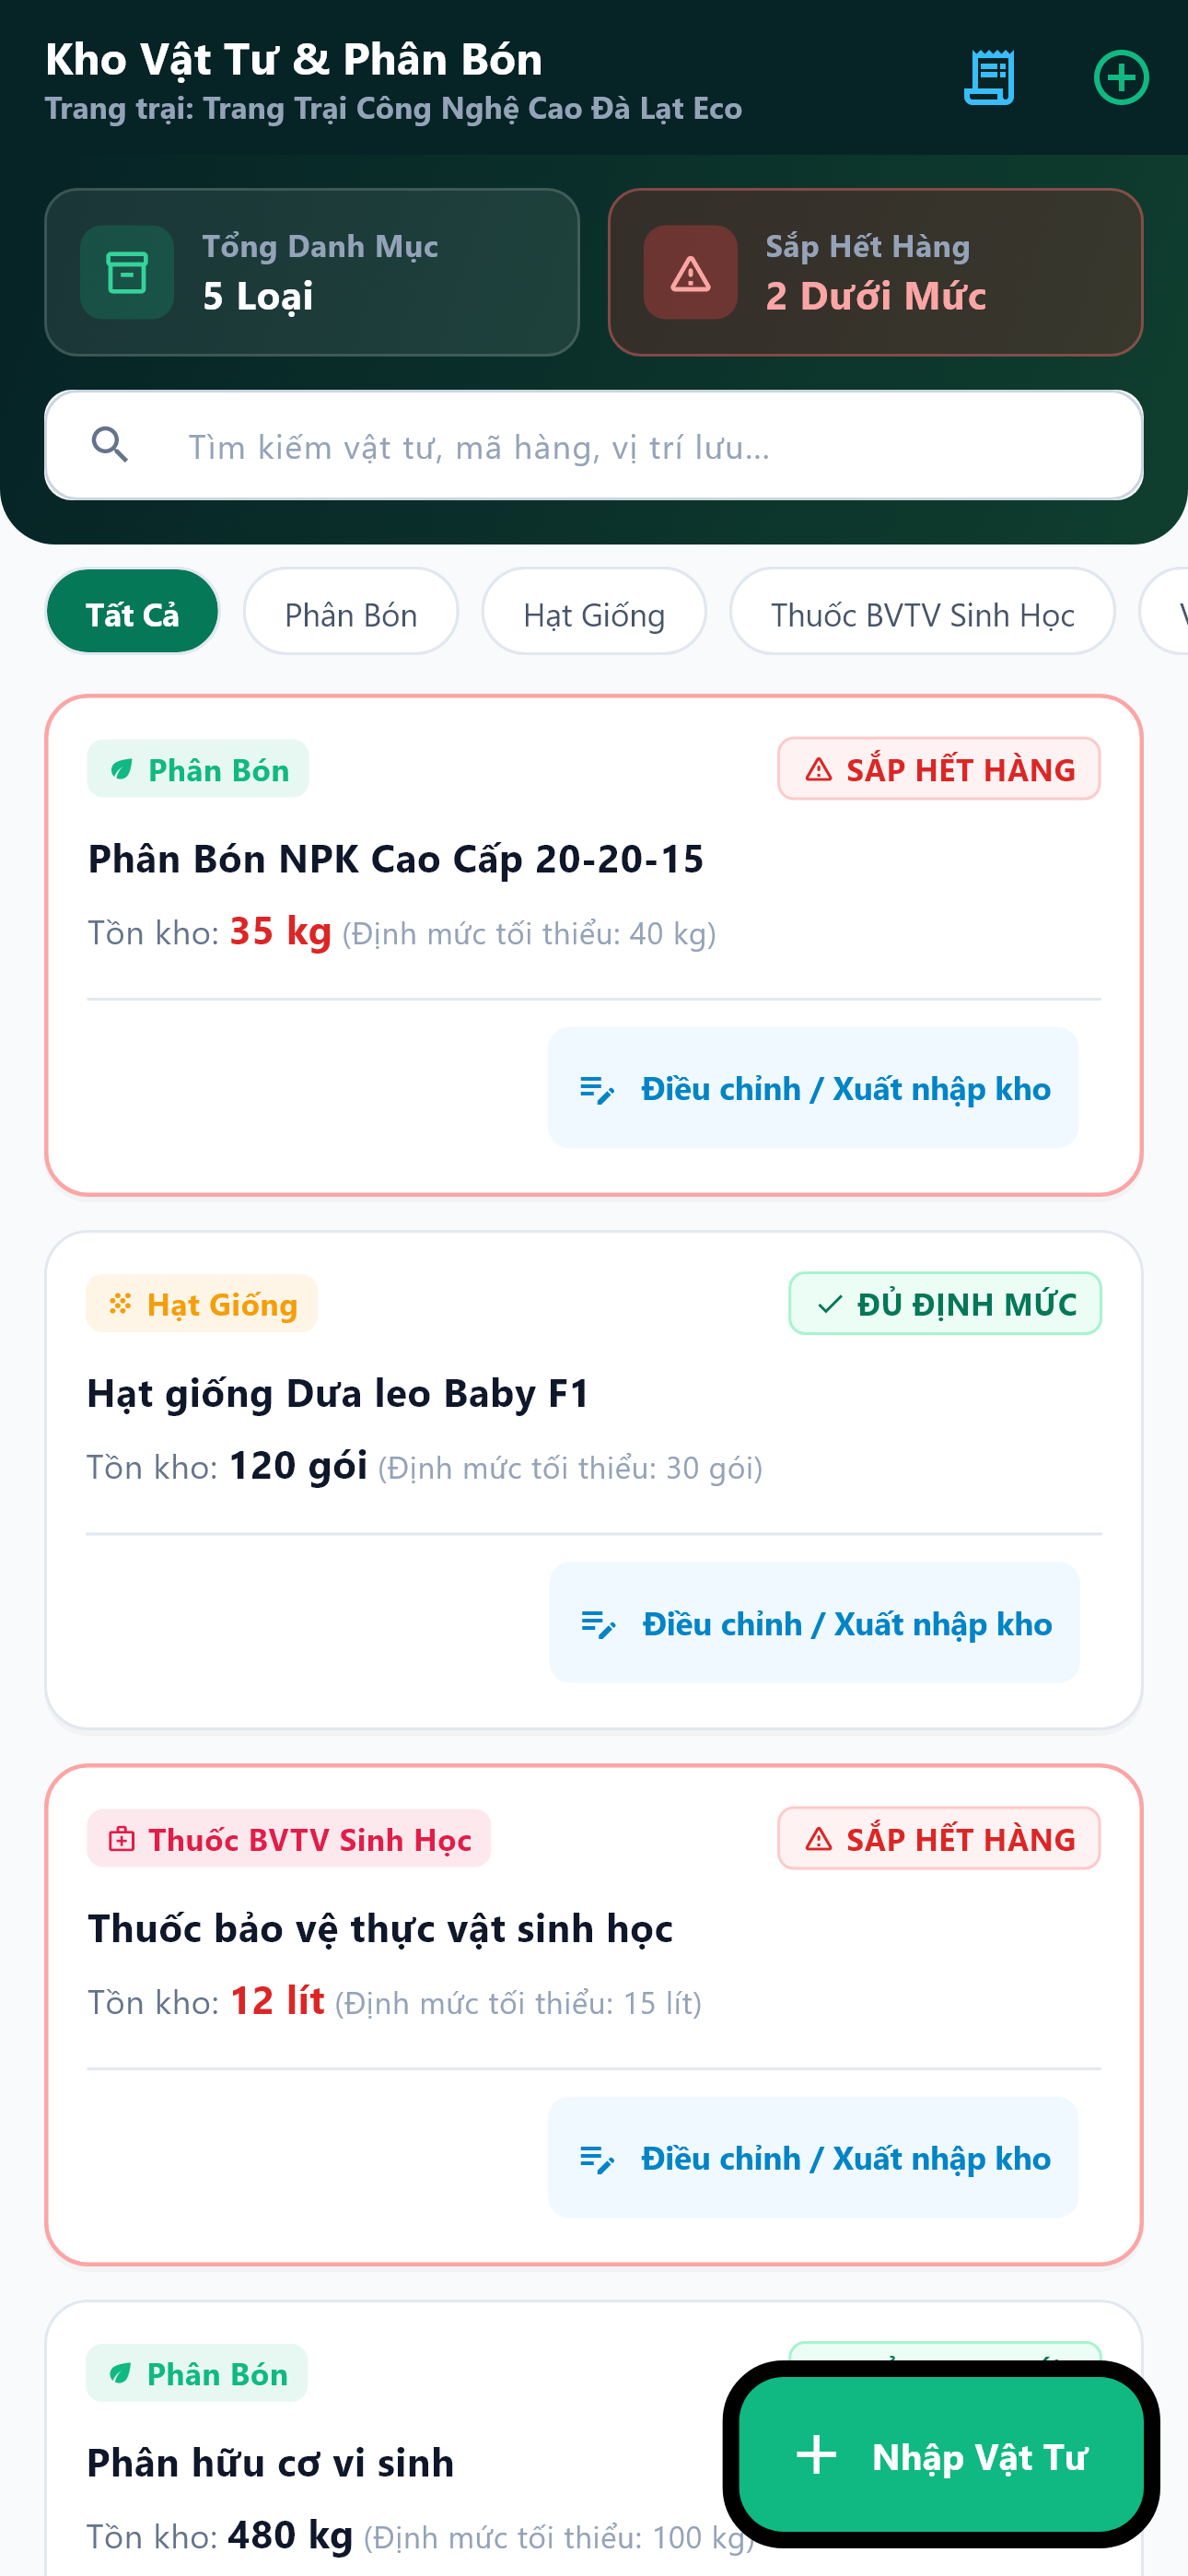 Kho Vật Tư & Phân Bón
Trang trại: Trang Trại Công Nghệ Cao Đà Lạt Eco
Tổng Danh Mục
5 Loại
Sắp Hết Hàng
2 Dưới Mức
Tìm kiếm vật tư, mã hàng, vị trí lưu...
Tất Cả
Phân Bón
Hạt Giống
Thuốc BVTV Sinh Học
Phân Bón
SẮP HẾT HÀNG
Phân Bón NPK Cao Cấp 20-20-15
Tồn kho: 35 kg (Định mức tối thiểu: 40 kg)
Điều chỉnh / Xuất nhập kho
Hạt Giống
ĐỦ ĐỊNH MỨC
Hạt giống Dưa leo Baby F1
Tồn kho: 120 gói (Định mức tối thiểu: 30 gói)
Điều chỉnh / Xuất nhập kho
Thuốc BVTV Sinh Học
SẮP HẾT HÀNG
Thuốc bảo vệ thực vật sinh học
Tồn kho: 12 lít (Định mức tối thiểu: 15 lít)
Điều chỉnh / Xuất nhập kho
Phân Bón
Phân hữu cơ vi sinh
Nhập Vật Tư
Tồn kho: 480 kg (Định mức tối thiểu: 100 kg)